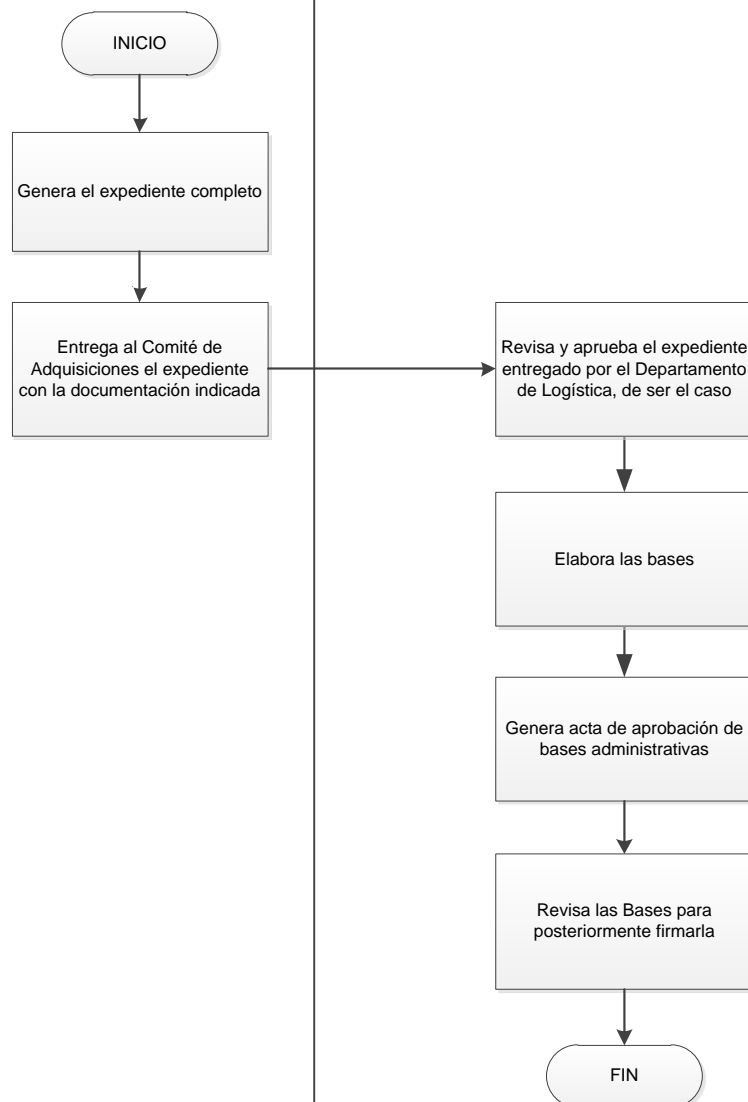 INICIO
Genera el expediente completo
Entrega al Comité de
Adquisiciones el expediente
con la documentación indicada
Revisa y aprueba el expediente
entregado por el Departamento
de Logística, de ser el caso
Elabora las bases
Genera acta de aprobación de
bases administrativas
Revisa las Bases para
posteriormente firmarla
FIN